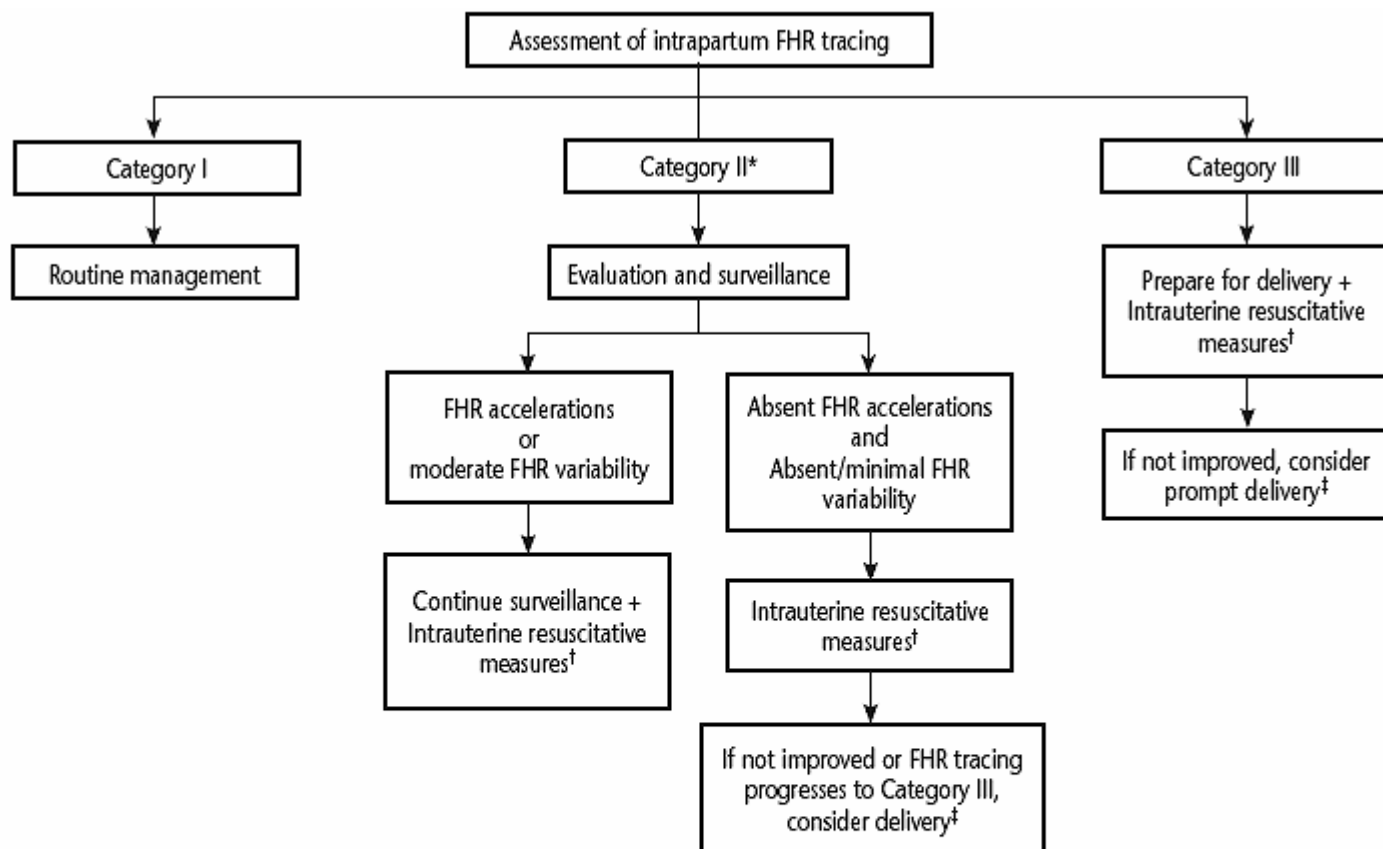 Assessment of intrapartum FHR tracing
Category I
Category II*
Category III
Routine management
Evaluation and surveillance
Prepare for delivery +
Intrauterine resuscitative
measures†
FHR accelerations
or
moderate FHR variability
Absent FHR accelerations
and
Absent/minimal FHR
variability
If not improved, consider
prompt delivery‡
Continue surveillance +
Intrauterine resuscitative
measures†
Intrauterine resuscitative
measures†
If not improved or FHR tracing
progresses to Category III,
consider delivery‡